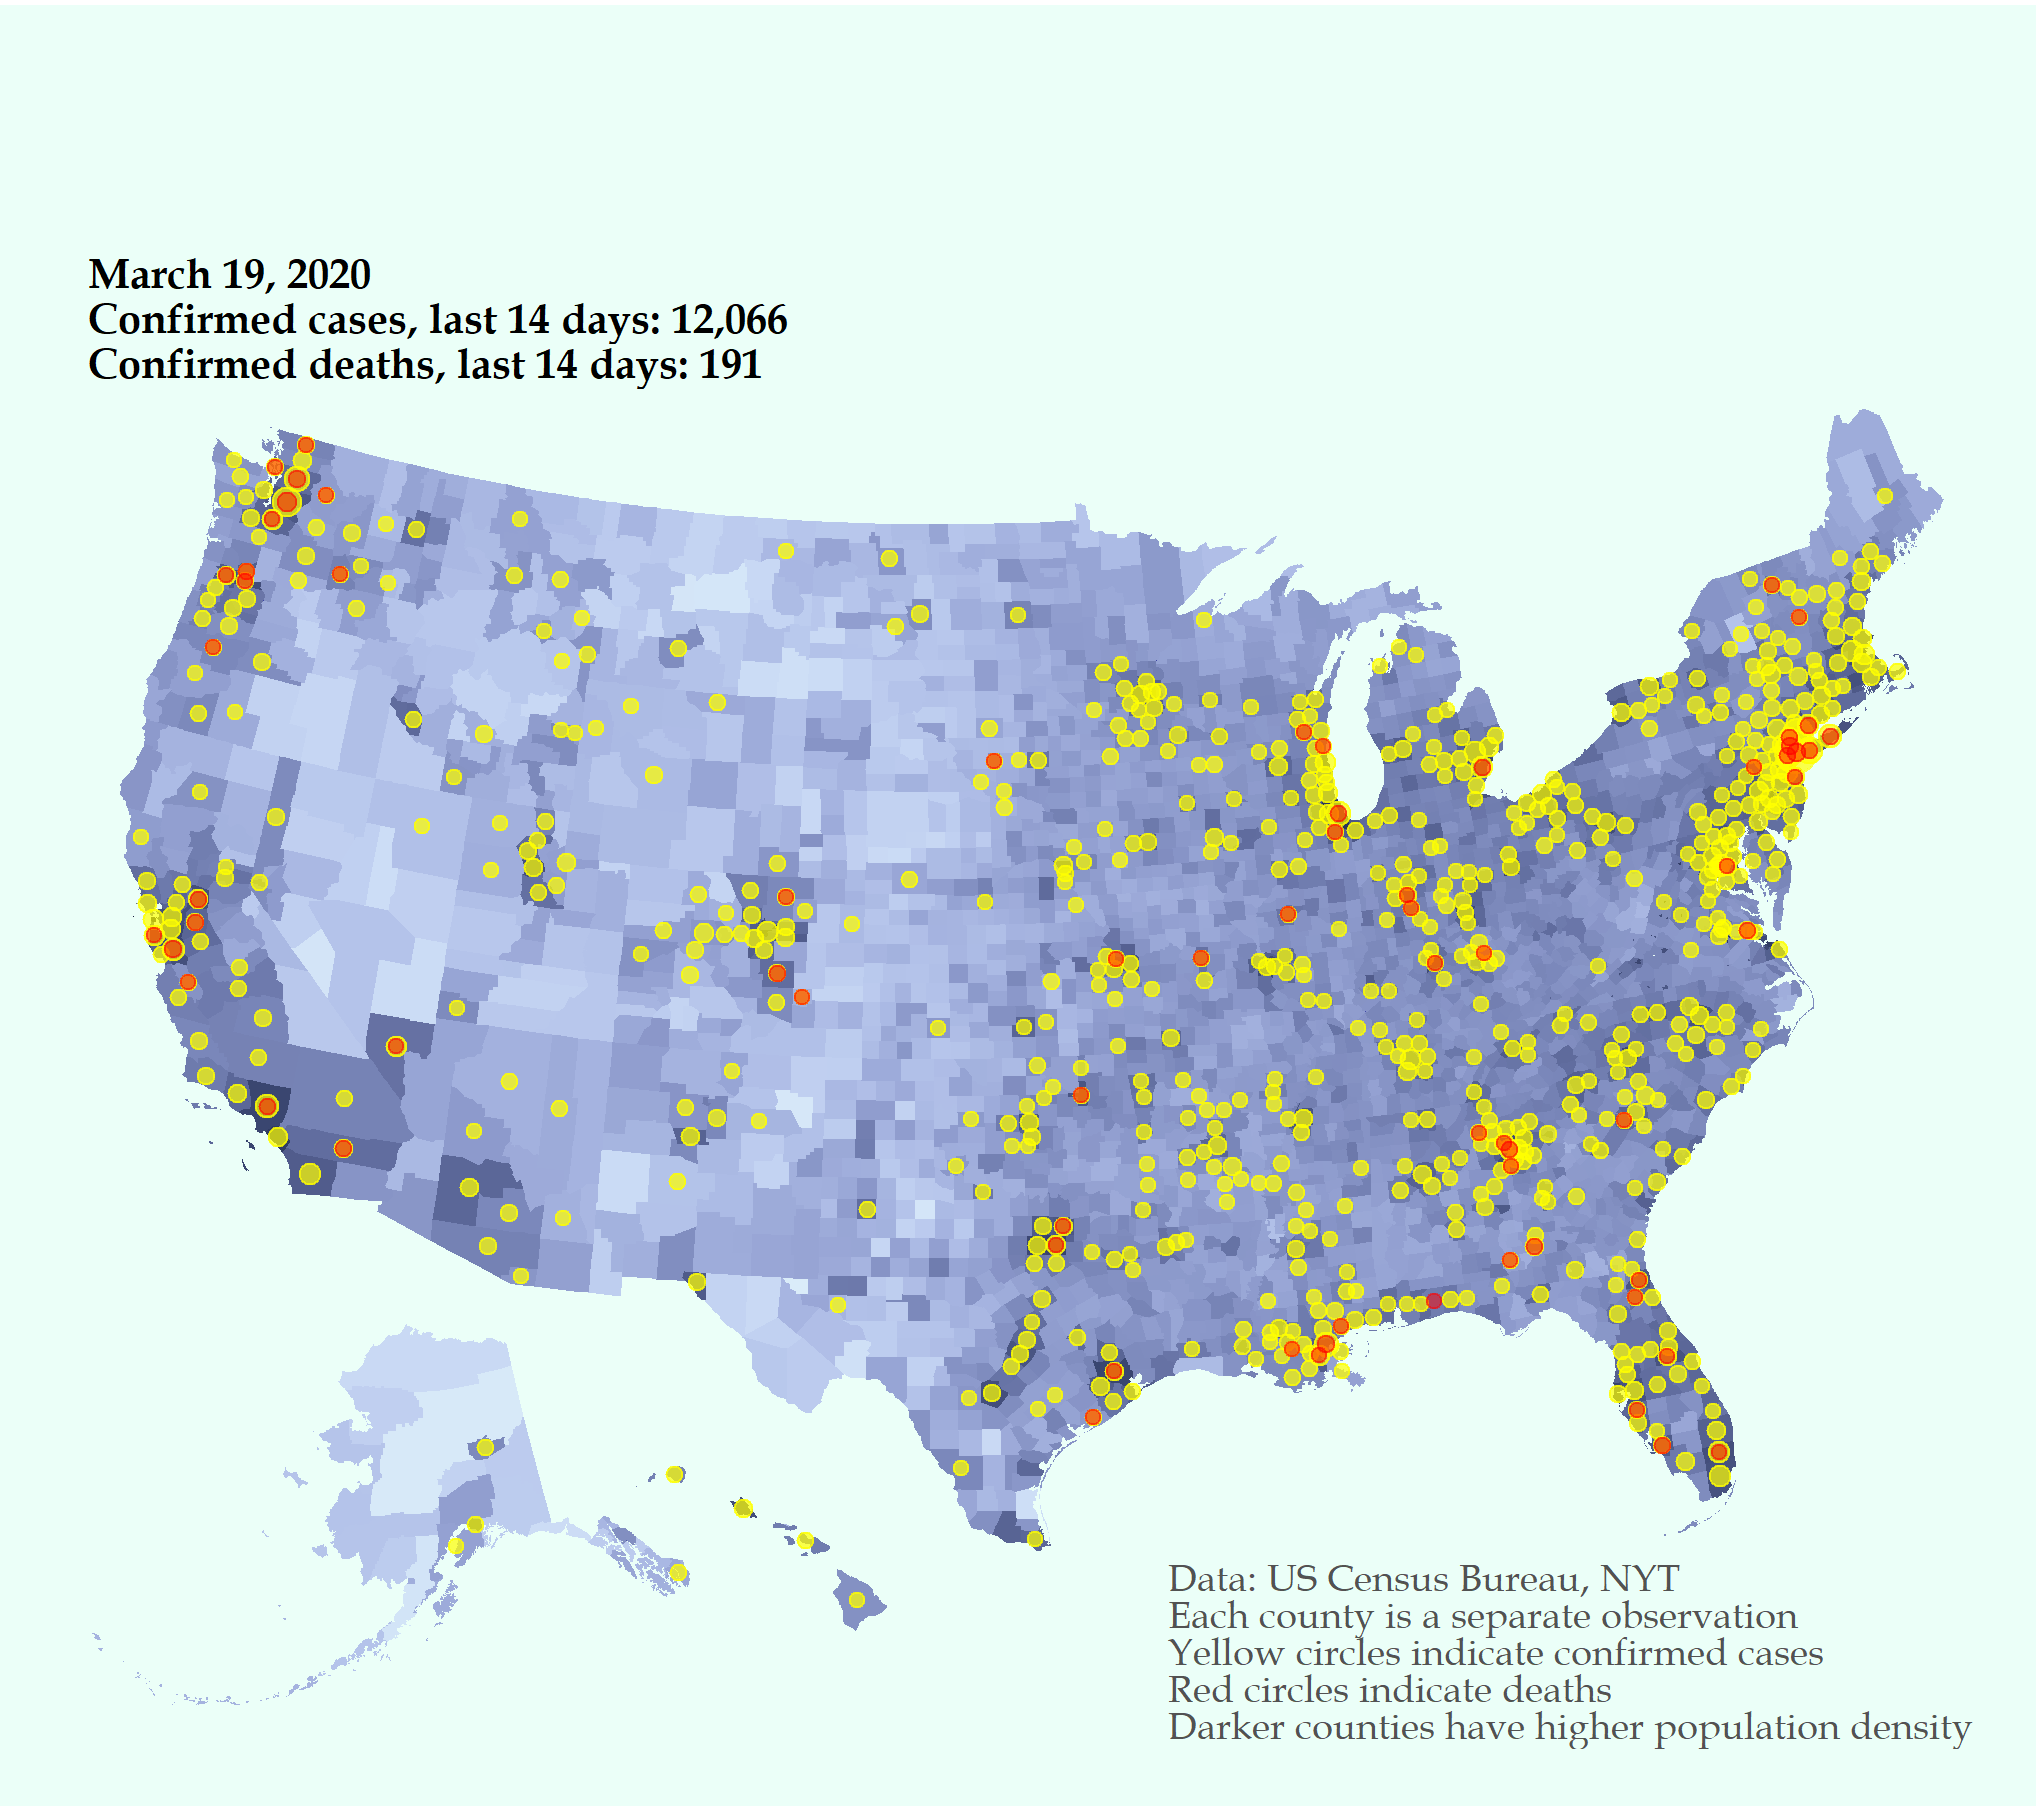 March 19, 2020
Confirmed cases, last 14 days: 12,066
Confirmed deaths, last 14 days: 191
Data: US Census Bureau, NYT
Each county is a separate observation
Yellow circles indicate confirmed cases
Red circles indicate deaths
Darker counties have higher population density